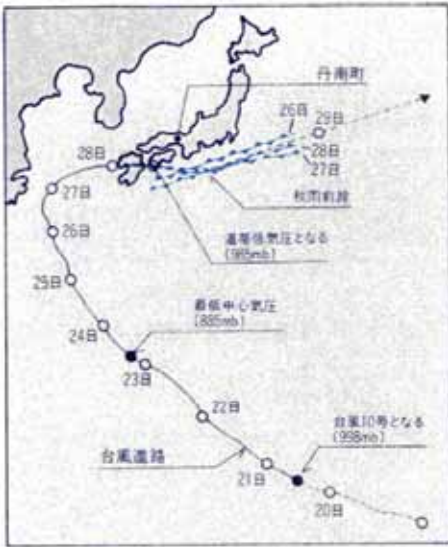 丹南町
26日
29日
28日
27日
28日
秋雨前線
27日
温帯低気圧となる
(985mb)
26日
25日
最低中心気圧
(885mb)
24日
23日
22日
台風10号となる
(998mb)
台風進路
21日
20日